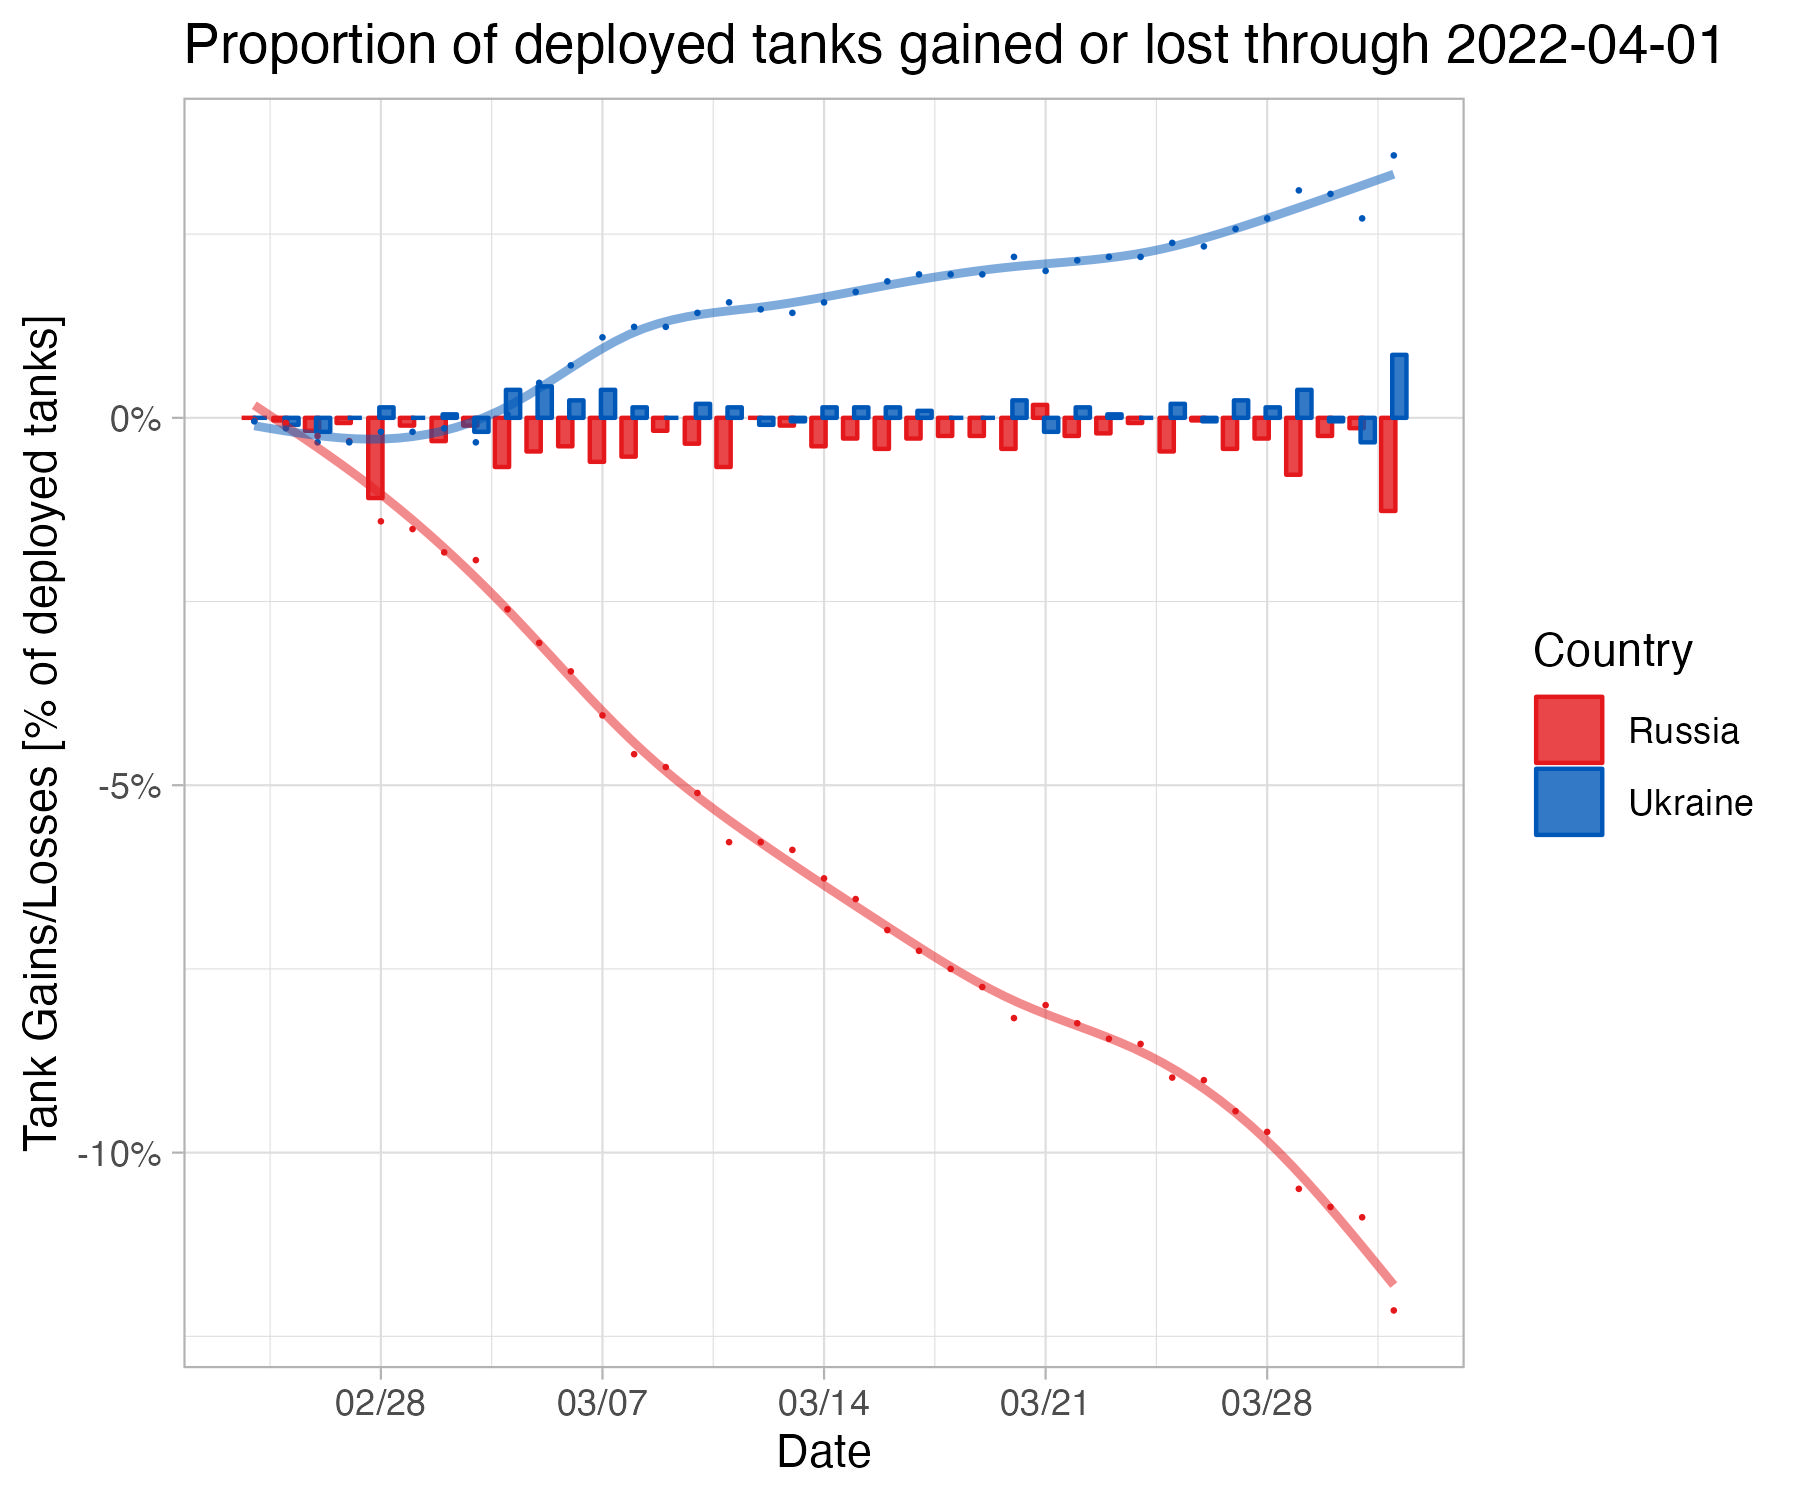 Proportion of deployed tanks gained or lost through 2022-04-01
Tank Gains/Losses [% of deployed tanks]
0%
-5%
-10%
02/28
03/07
03/14
03/21
03/28
Date
Country
Russia
Ukraine